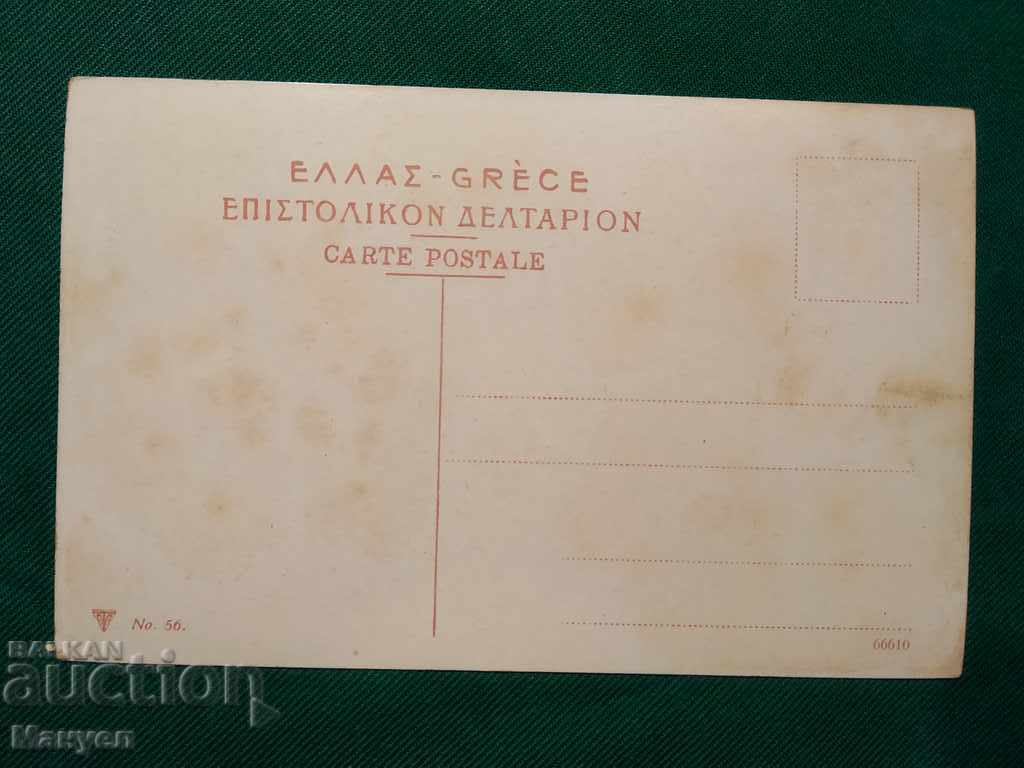 ΕΛΛΑΣ - GRÈCE
ΕΠΙΣΤΟΛΙΚΟΝ ΔΕΛΤΑΡΙΟΝ
CARTE POSTALE
No. 56.
66610
BALKAN
auction
Мануел